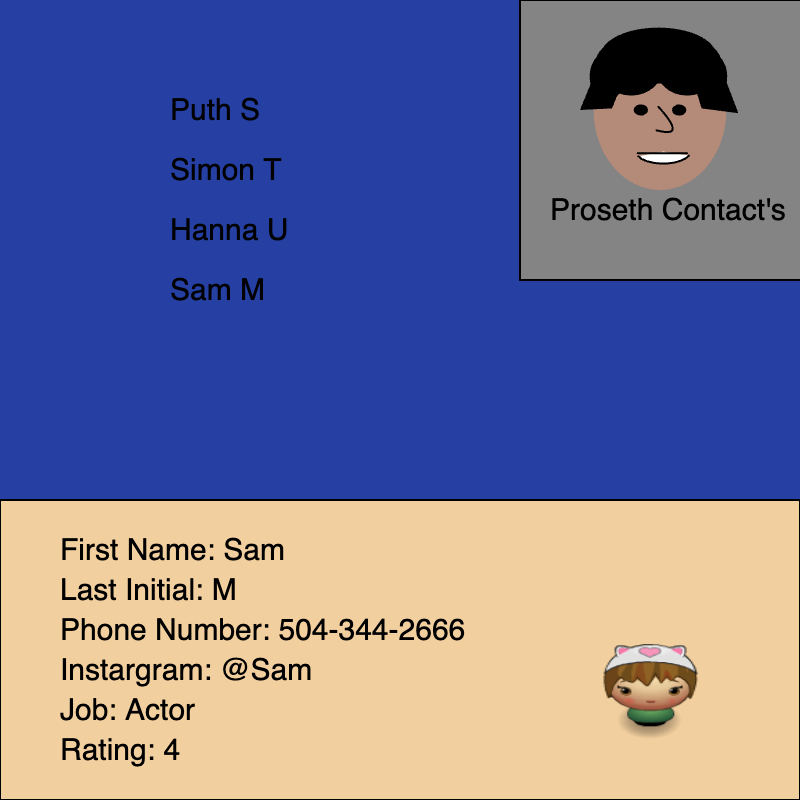 Puth S
Simon T
Hanna U
Sam M
Proseth Contact's
First Name: Sam
Last Initial: M
Phone Number: 504-344-2666
Instargram: @Sam
Job: Actor
Rating: 4